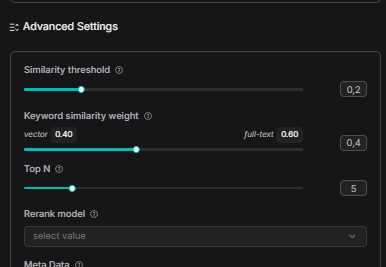 Advanced Settings
Similarity threshold
0,2
Keyword similarity weight
vector 0.40 full-text 0.60
0,4
Top N
5
Rerank model
select value
Meta Data